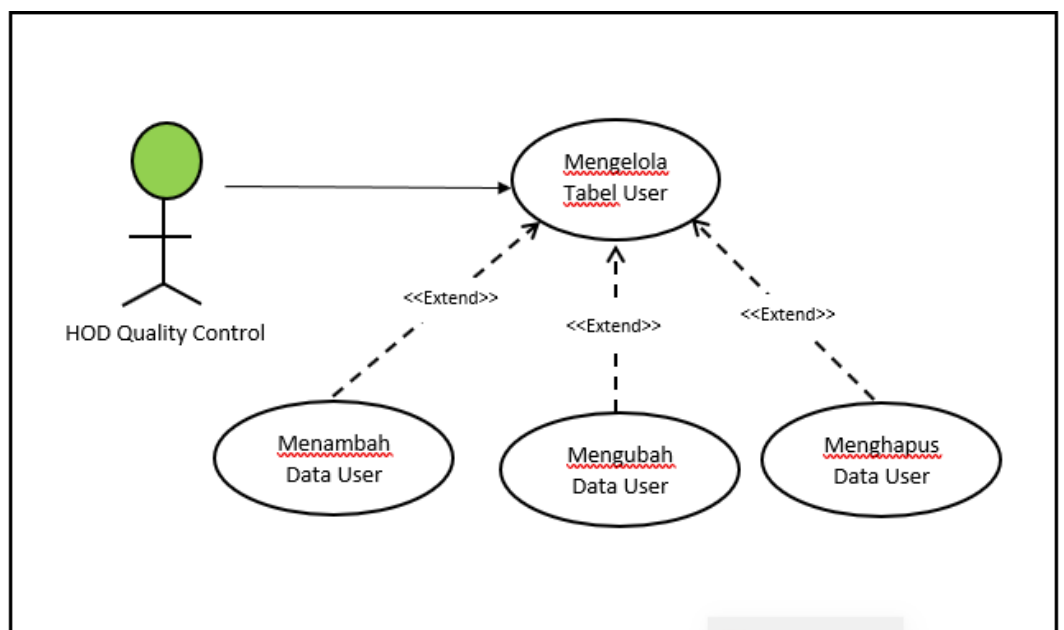 Mengelola
Tabel User
<<Extend>>
<<Extend>>
<<Extend>>
HOD Quality Control
Menambah
Data User
Mengubah
Data User
Menghapus
Data User